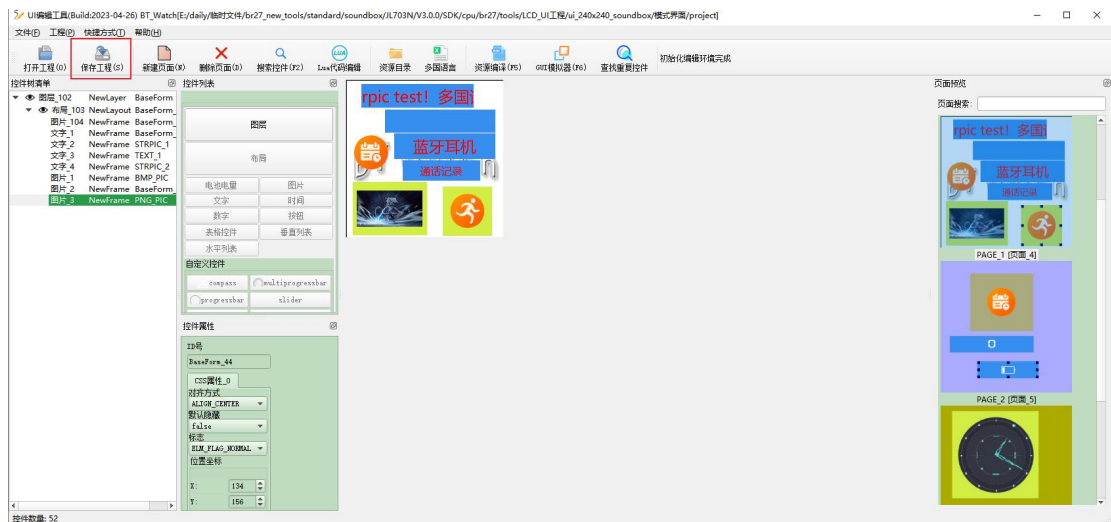 UI编辑工具(Build:2023-04-26) BT_Watch[E:/daily/临时文件/br27_new_tools/standard/soundbox/JL703N/V3.0.0/SDK/cpu/br27/tools/LCD_UI工程/ui_240x240_soundbox/模式界面/project]
文件(F) 工程(P) 快捷方式(T) 帮助(H)
打开工程(O) 保存工程(S) 新建页面(N) 删除页面(D) 搜索控件(F2) Lua代码编辑 资源目录 多国语言 资源编译(F5) GUI模拟器(F6) 查找重复控件 初始化编辑环境完成
LUA
控件树清单
图层_102 NewLayer BaseForm
布局_103 NewLayout BaseForm_
图片_104 NewFrame BaseForm_
文字_1 NewFrame BaseForm_
文字_2 NewFrame STRPIC_1
文字_3 NewFrame TEXT_1
文字_4 NewFrame STRPIC_2
图片_1 NewFrame BMP_PIC
图片_2 NewFrame BaseForm_
图片_3 NewFrame PNG_PIC
控件数量: 52
控件列表
图层
布局
电池电量 图片
文字 时间
数字 按钮
表格控件 垂直列表
水平列表
自定义控件
compass multiprogressbar
progressbar slider
控件属性
ID号
BaseForm_44
CSS属性_0
对齐方式
ALIGN_CENTER
默认隐藏
false
标志
ELM_FLAG_NORMAL
位置坐标
X: 134
Y: 156
rpic test! 多国
蓝牙耳机
通话记录
页面预览
页面搜索:
rpic test! 多国
蓝牙耳机
通话记录
PAGE_1 [页面_4]
PAGE_2 [页面_5]